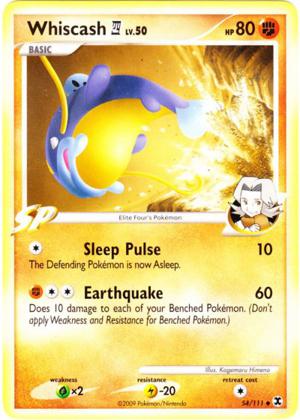 Whiscash 4 LV.50
HP 80
BASIC
SP
Elite Four's Pokémon
Sleep Pulse 10
The Defending Pokémon is now Asleep.
Earthquake 60
Does 10 damage to each of your Benched Pokémon. (Don't
apply Weakness and Resistance for Benched Pokémon.)
Illus. Kagemaru Himeno
weakness resistance retreat cost
×2 -20
©2009 Pokémon/Nintendo 54/111